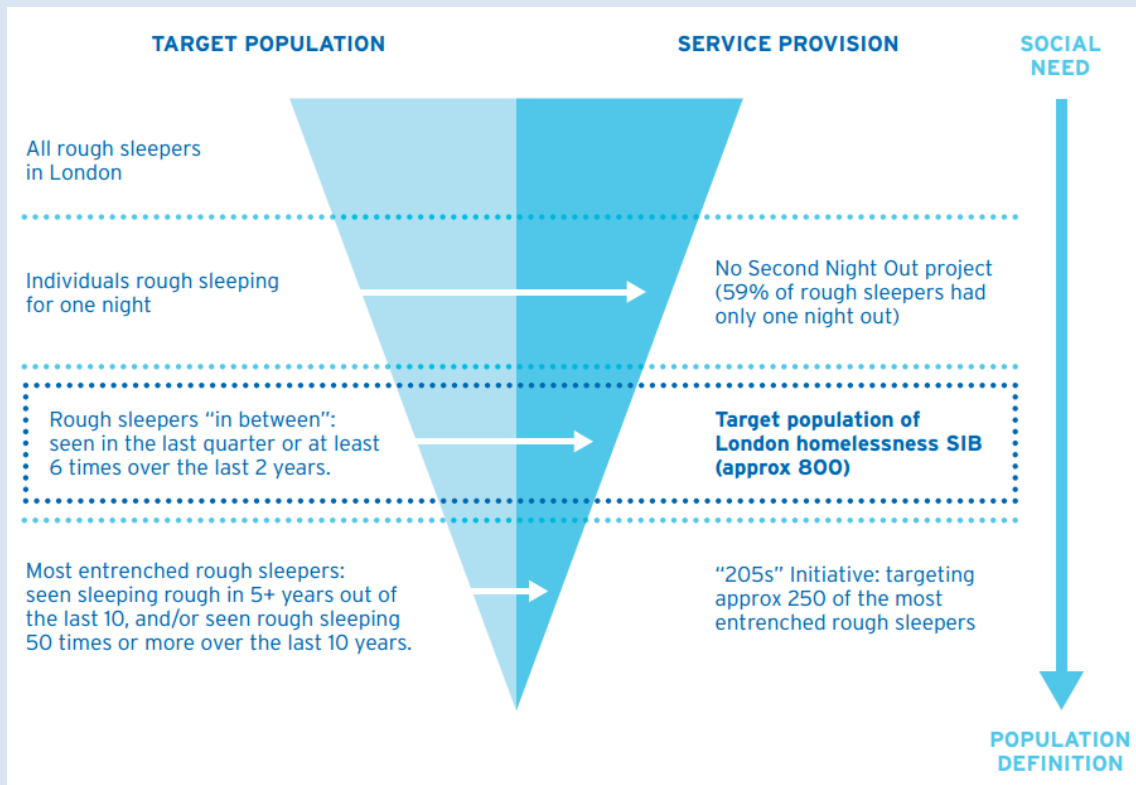 TARGET POPULATION
SERVICE PROVISION
SOCIAL
NEED
All rough sleepers
in London
Individuals rough sleeping
for one night
No Second Night Out project
(59% of rough sleepers had
only one night out)
Rough sleepers “in between”:
seen in the last quarter or at least
6 times over the last 2 years.
Target population of
London homelessness SIB
(approx 800)
Most entrenched rough sleepers:
seen sleeping rough in 5+ years out of
the last 10, and/or seen rough sleeping
50 times or more over the last 10 years.
“205s” Initiative: targeting
approx 250 of the most
entrenched rough sleepers
POPULATION
DEFINITION